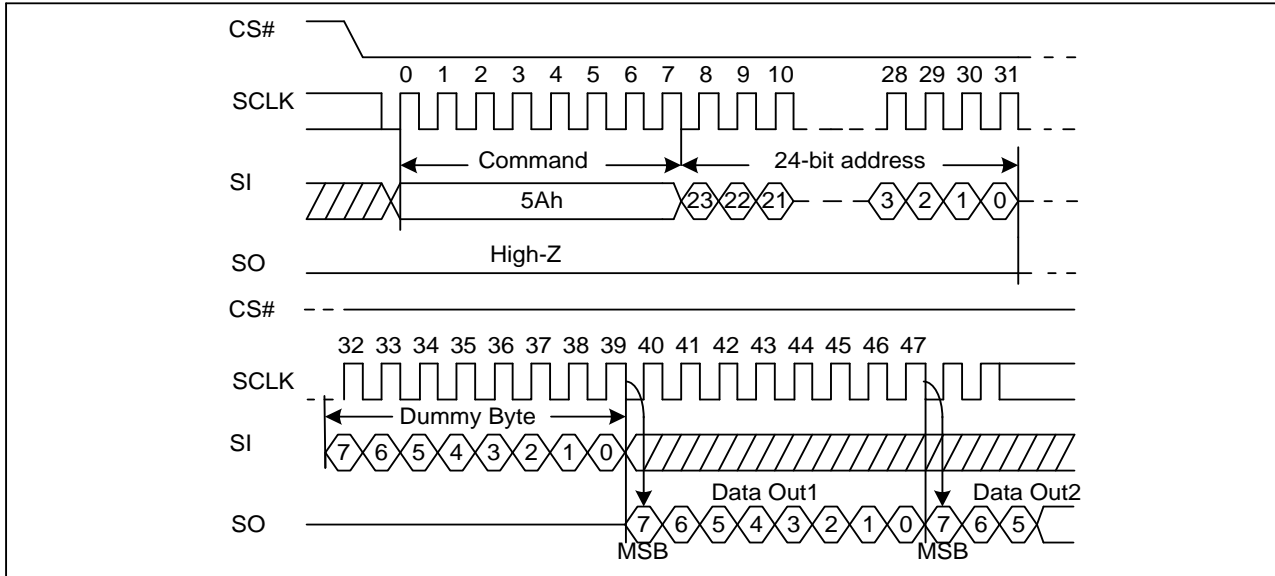 CS#
0 1 2 3 4 5 6 7 8 9 10 28 29 30 31
SCLK
Command 24-bit address
SI
5Ah 23 22 21 3 2 1 0
High-Z
SO
CS#
32 33 34 35 36 37 38 39 40 41 42 43 44 45 46 47
SCLK
Dummy Byte
SI
7 6 5 4 3 2 1 0
Data Out1 Data Out2
SO
7 6 5 4 3 2 1 0 7 6 5
MSB MSB